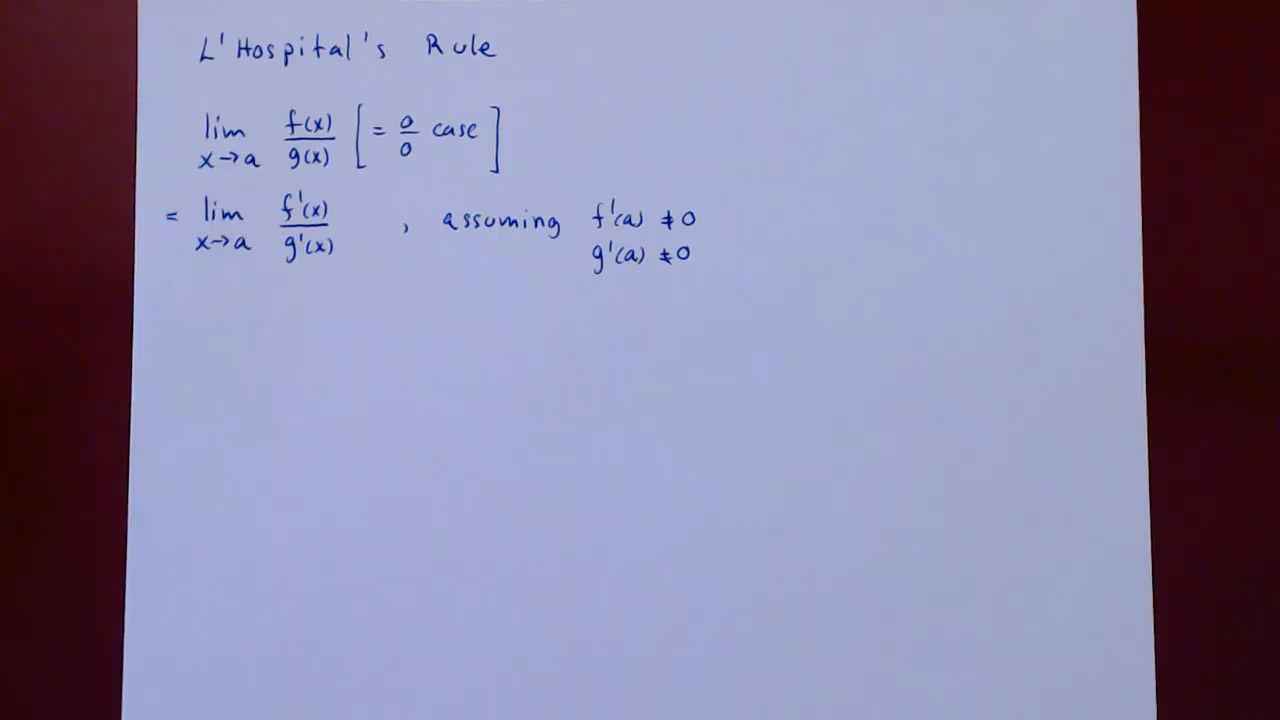 L'Hospital's Rule
lim x→a f(x)/g(x) [= 0/0 case]
= lim x→a f'(x)/g'(x) , assuming f'(a) ≠ 0
g'(a) ≠ 0